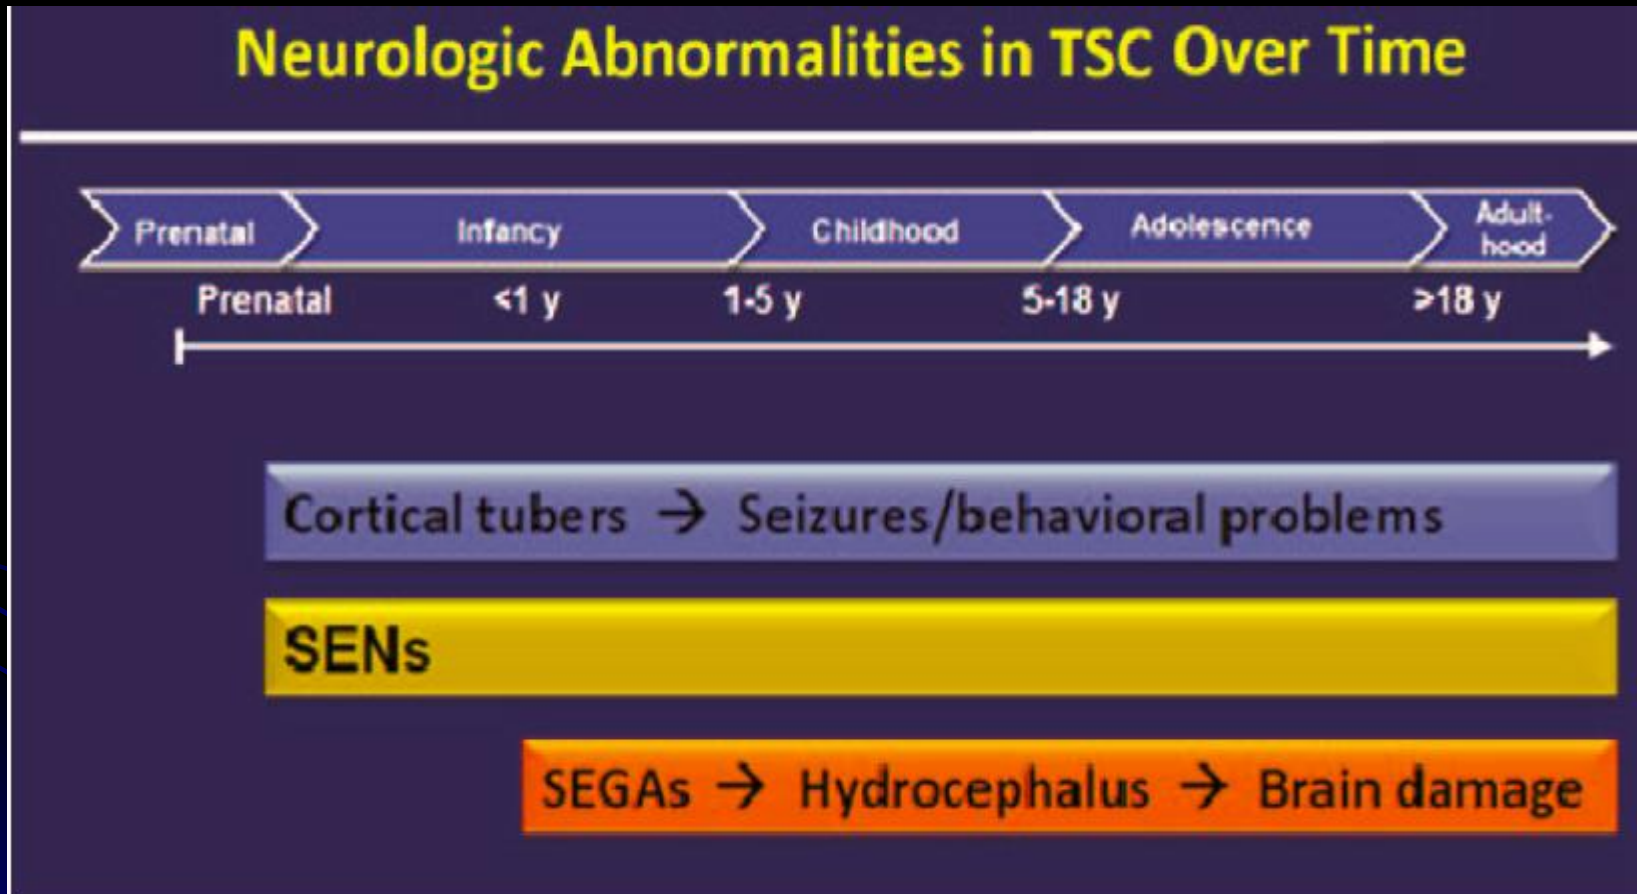 Neurologic Abnormalities in TSC Over Time
Prenatal Infancy Childhood Adolescence Adult-
hood
Prenatal <1 y 1-5 y 5-18 y >18 y
Cortical tubers → Seizures/behavioral problems
SENs
SEGAs → Hydrocephalus → Brain damage